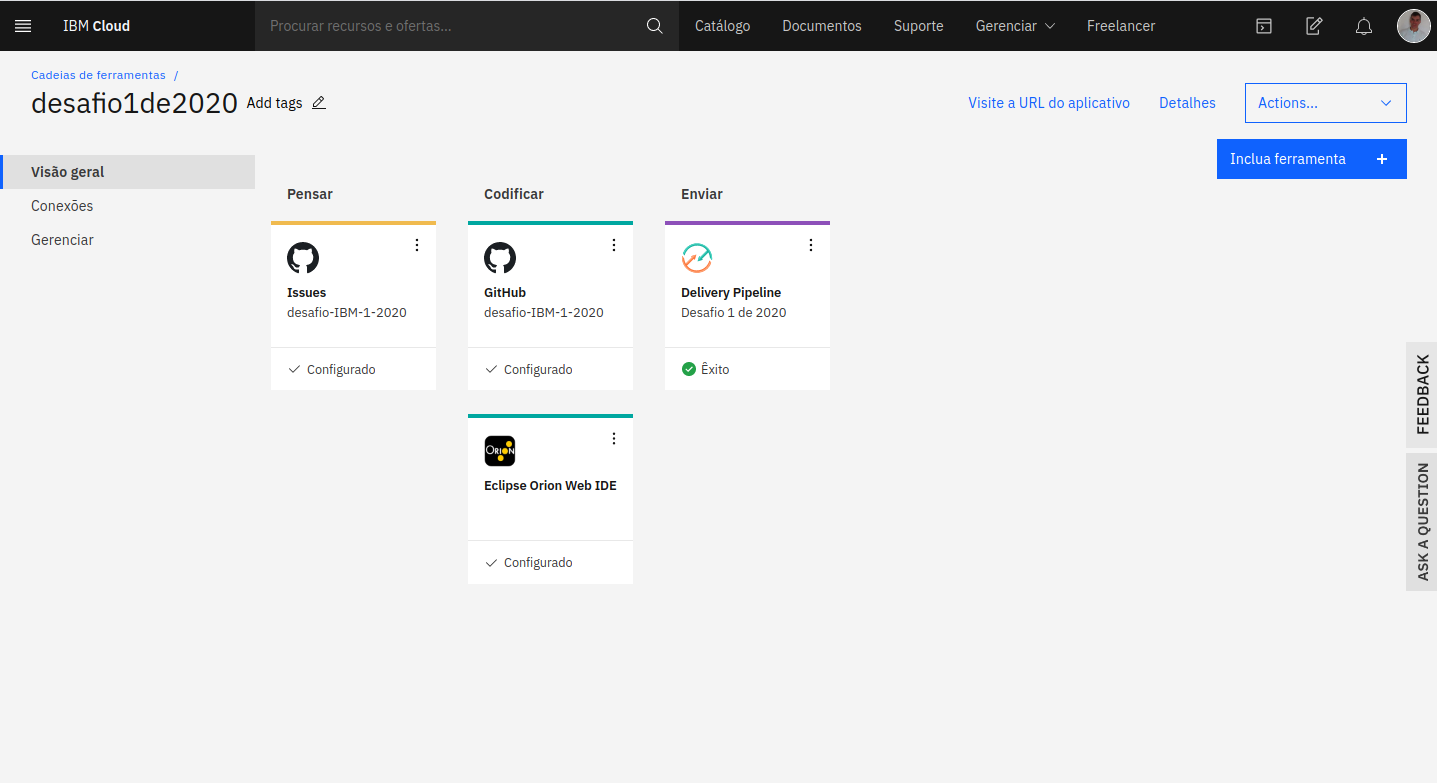 IBM Cloud
Procurar recursos e ofertas...
Catálogo
Documentos
Suporte
Gerenciar
Freelancer
Cadeias de ferramentas /
desafio1de2020
Add tags
Visite a URL do aplicativo
Detalhes
Actions...
Inclua ferramenta +
Visão geral
Conexões
Gerenciar
Pensar
Issues
desafio-IBM-1-2020
Configurado
Codificar
GitHub
desafio-IBM-1-2020
Configurado
ORION
Eclipse Orion Web IDE
Configurado
Enviar
Delivery Pipeline
Desafio 1 de 2020
Êxito
FEEDBACK
ASK A QUESTION